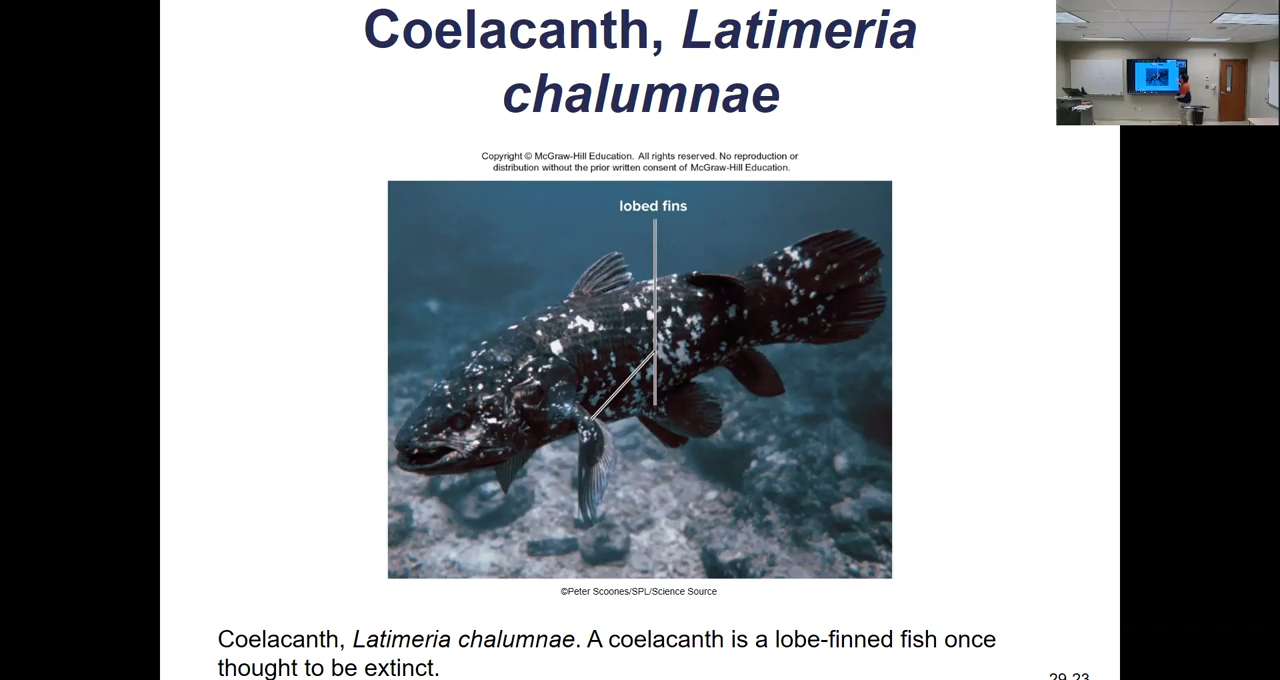 Coelacanth, Latimeria
chalumnae
Copyright © McGraw-Hill Education. All rights reserved. No reproduction or
distribution without the prior written consent of McGraw-Hill Education.
lobed fins
©Peter Scoones/SPL/Science Source
Coelacanth, Latimeria chalumnae. A coelacanth is a lobe-finned fish once
thought to be extinct.
29.23